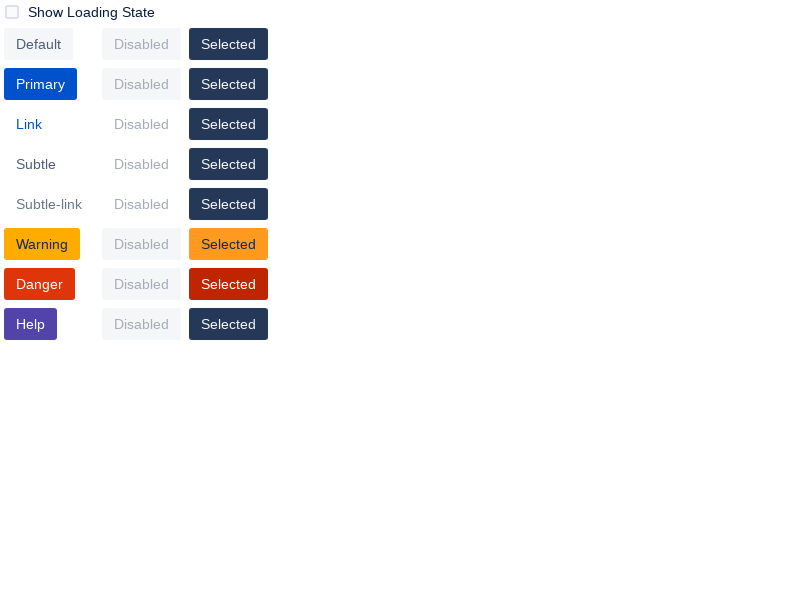 Show Loading State
Default Disabled Selected
Primary Disabled Selected
Link Disabled Selected
Subtle Disabled Selected
Subtle-link Disabled Selected
Warning Disabled Selected
Danger Disabled Selected
Help Disabled Selected